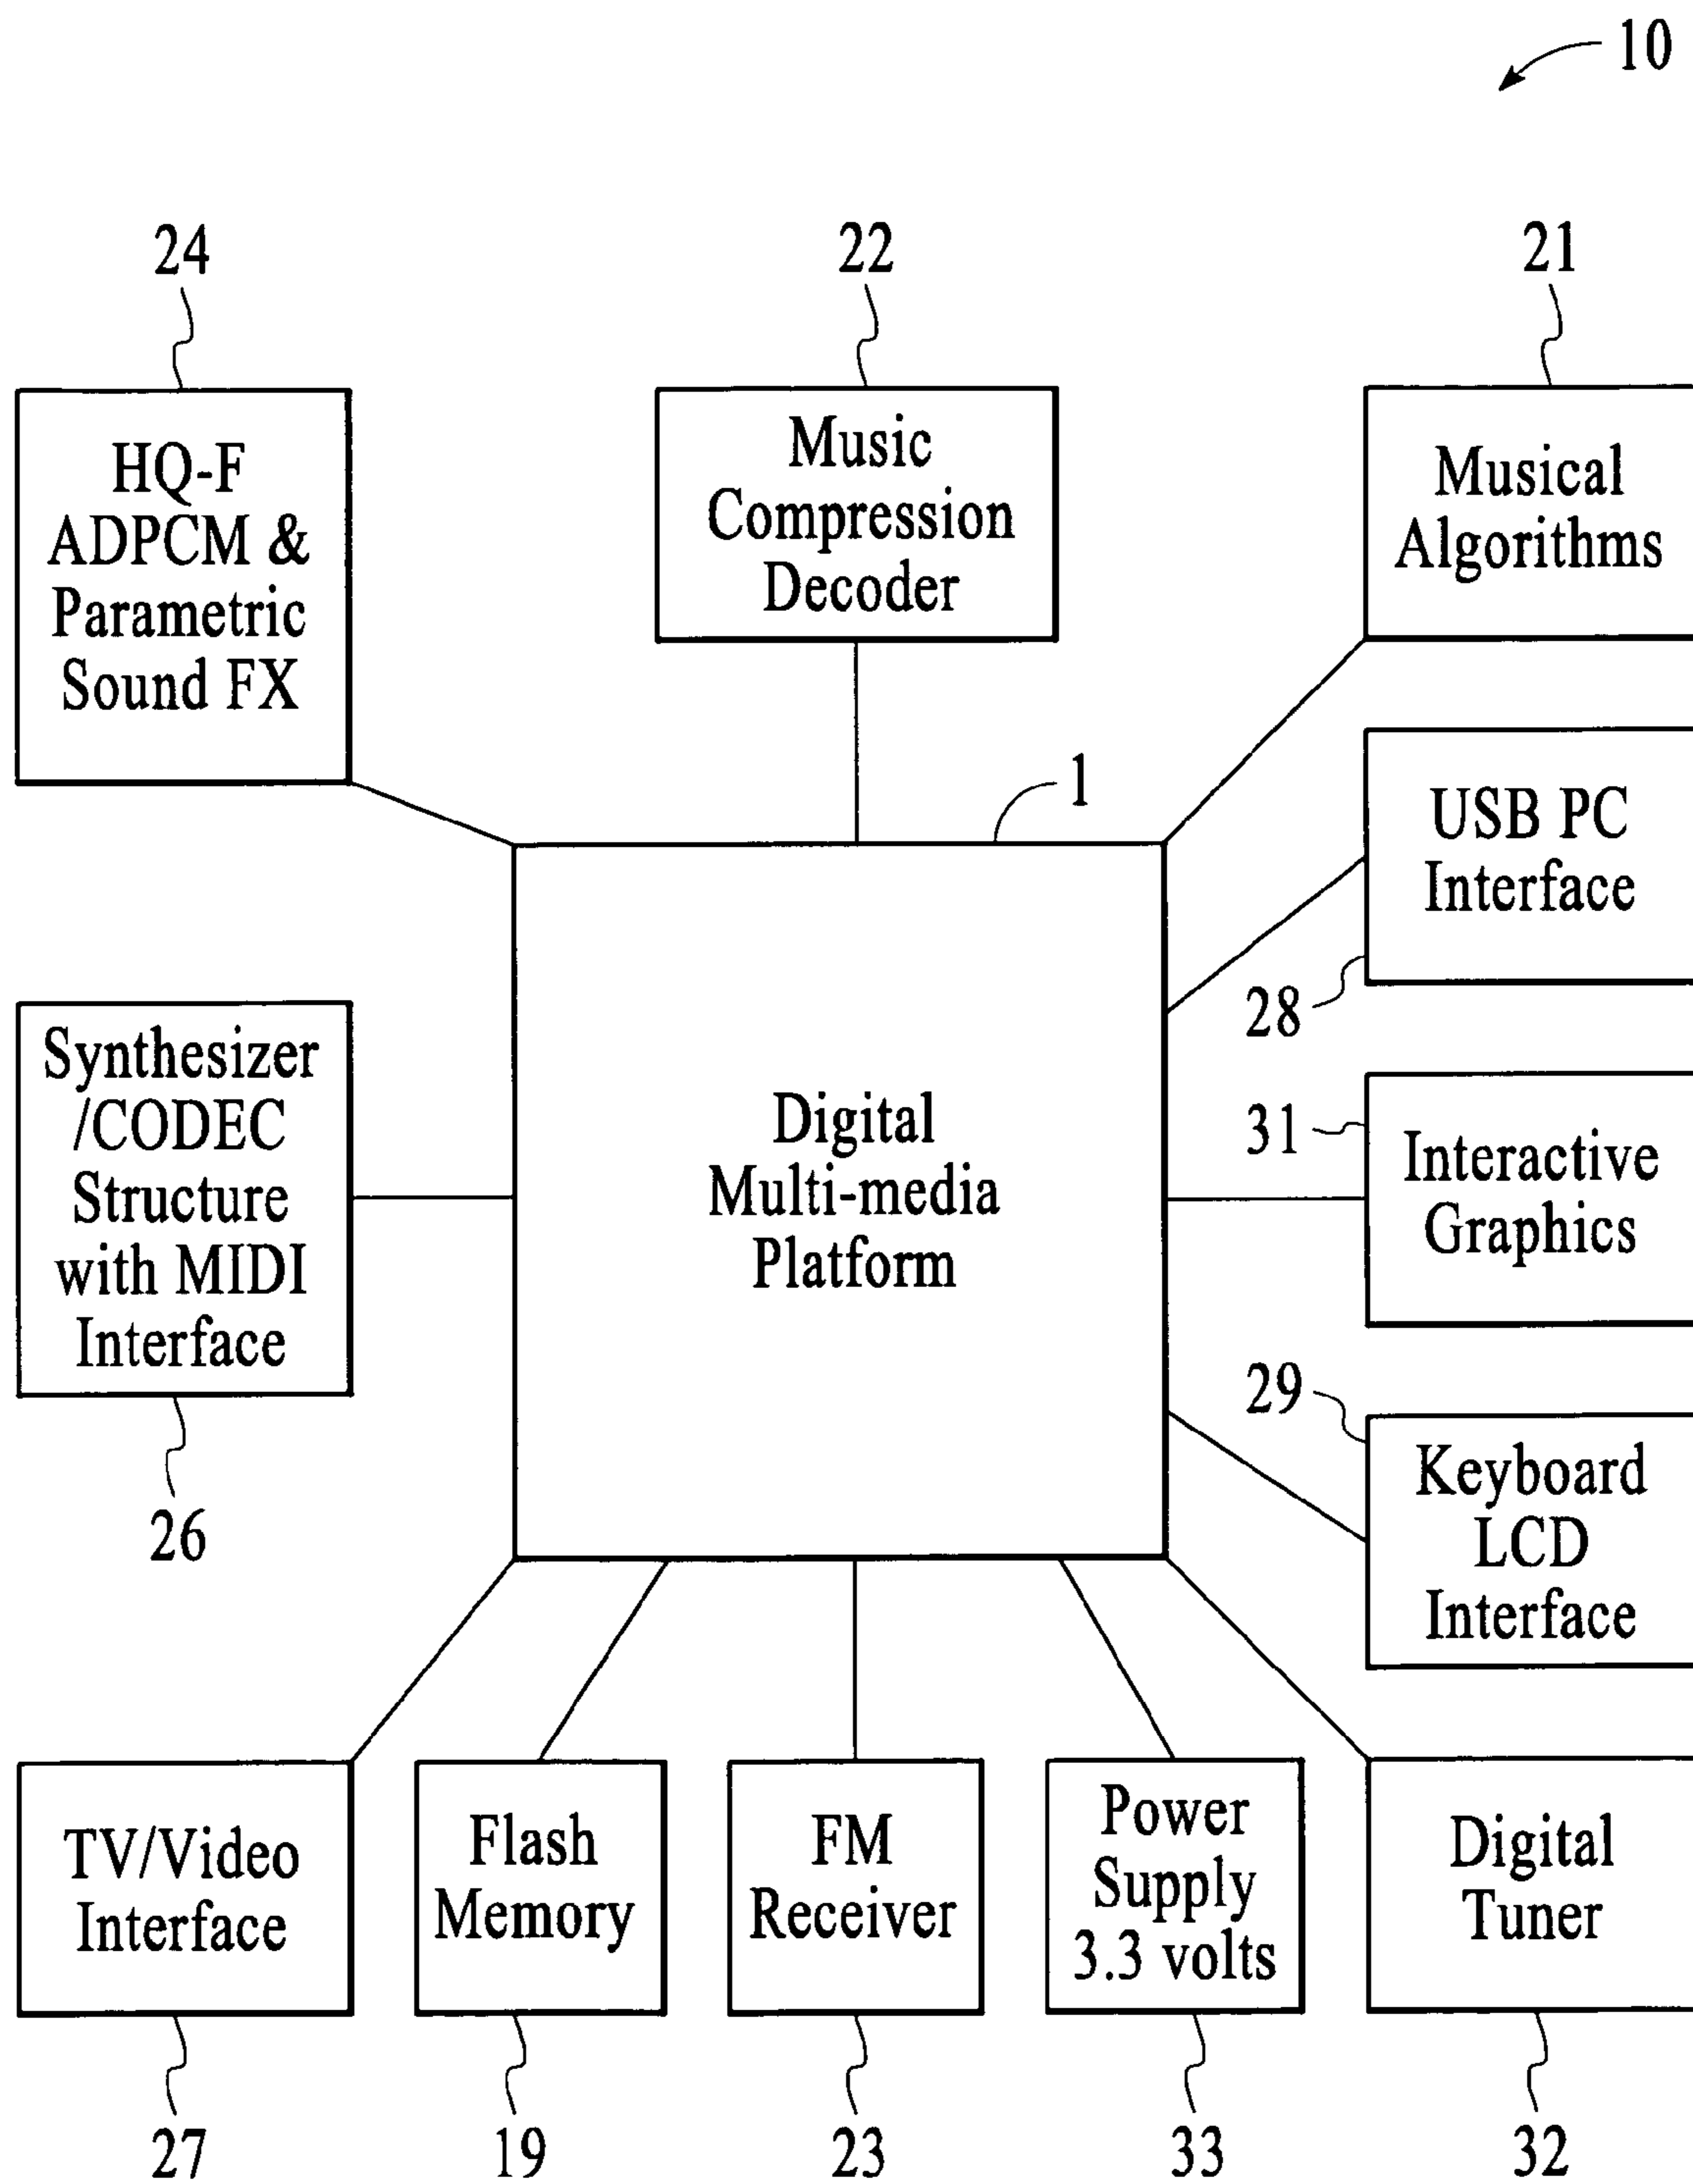 10
24
22
21
HQ-F
ADPCM &
Parametric
Sound FX
Music
Compression
Decoder
Musical
Algorithms
1
USB PC
Interface
28
Synthesizer
/CODEC
Structure
with MIDI
Interface
26
Digital
Multi-media
Platform
31
Interactive
Graphics
29
Keyboard
LCD
Interface
TV/Video
Interface
Flash
Memory
FM
Receiver
Power
Supply
3.3 volts
Digital
Tuner
27
19
23
33
32